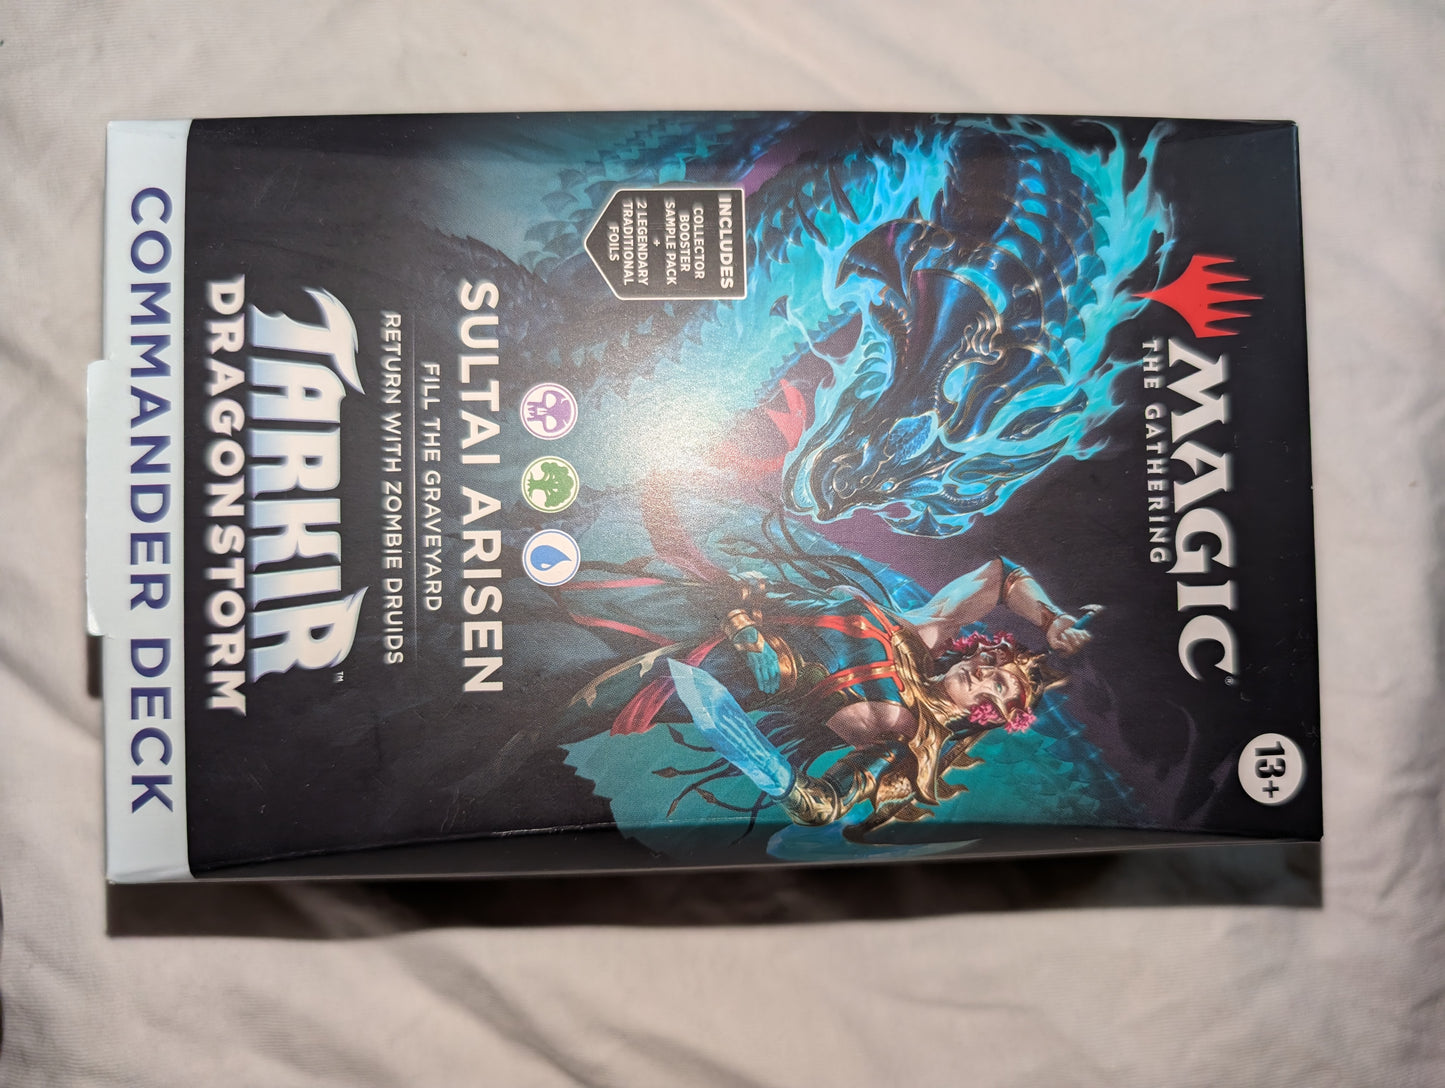 MAGIC®
THE GATHERING
13+
INCLUDES
COLLECTOR
BOOSTER
SAMPLE PACK
+
2 LEGENDARY
TRADITIONAL
FOILS
SULTAI ARISEN
FILL THE GRAVEYARD
RETURN WITH ZOMBIE DRUIDS
TARKIR™
DRAGONSTORM
COMMANDER DECK